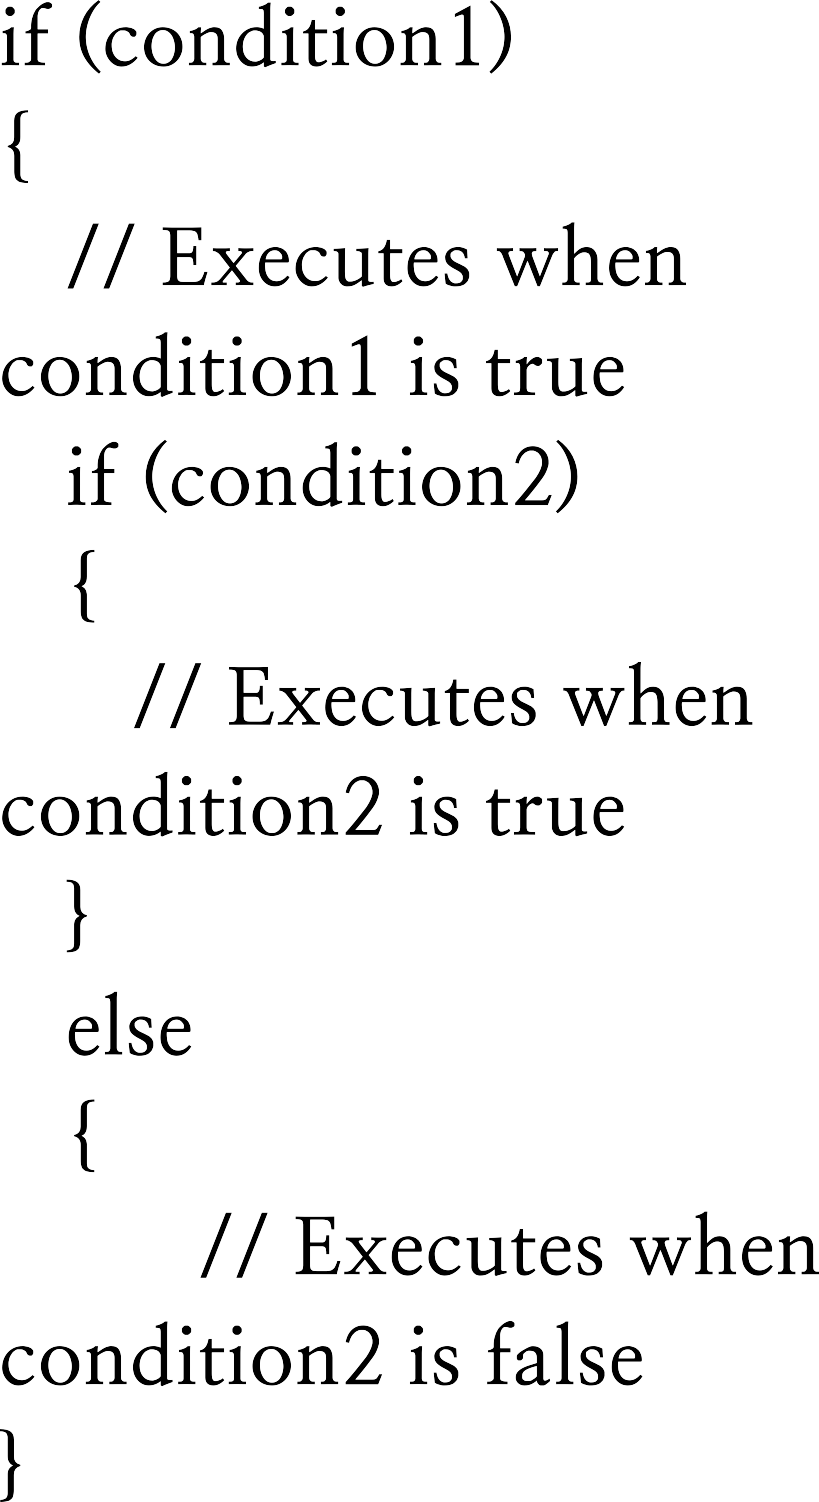 if (condition1)
{
   // Executes when
condition1 is true
   if (condition2)
   {
      // Executes when
condition2 is true
   }
   else
   {
         // Executes when
condition2 is false
}